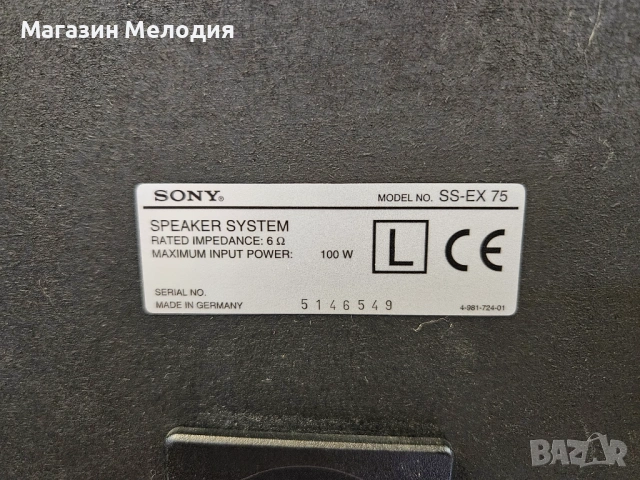 Магазин Мелодия
SONY® MODEL NO. SS-EX 75
SPEAKER SYSTEM
RATED IMPEDANCE: 6 Ω
MAXIMUM INPUT POWER: 100 W
L CE
SERIAL NO.
MADE IN GERMANY 5146549 4-981-724-01
BAZAR